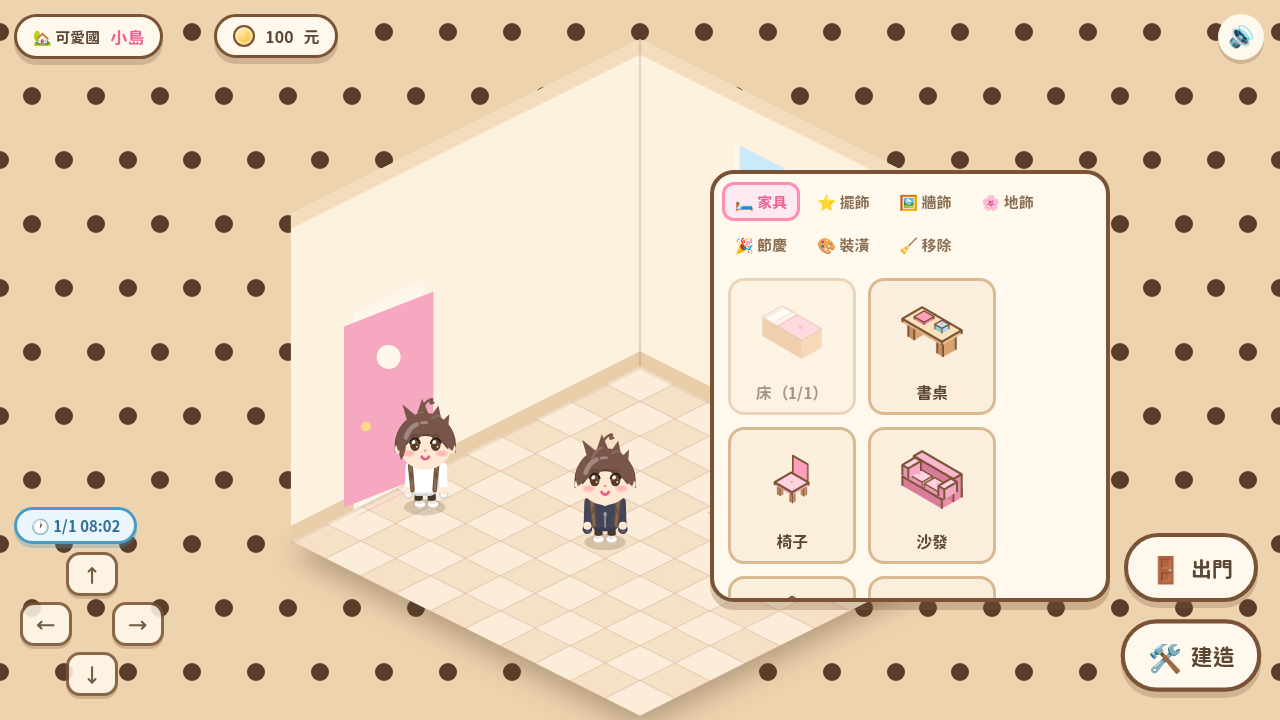 可愛國 小島
100 元
家具 擺飾 牆飾 地飾
節慶 裝潢 移除
床（1/1） 書桌
椅子 沙發
1/1 08:02
↑
← →
↓
出門
建造